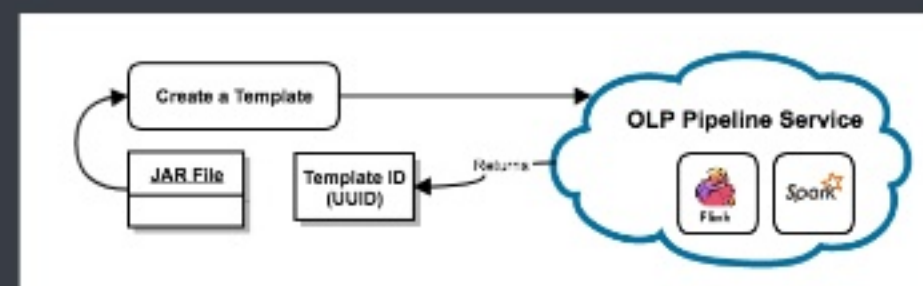 Create a Template
OLP Pipeline Service
JAR File
Template ID
(UUID)
Returns
Flink
Spark